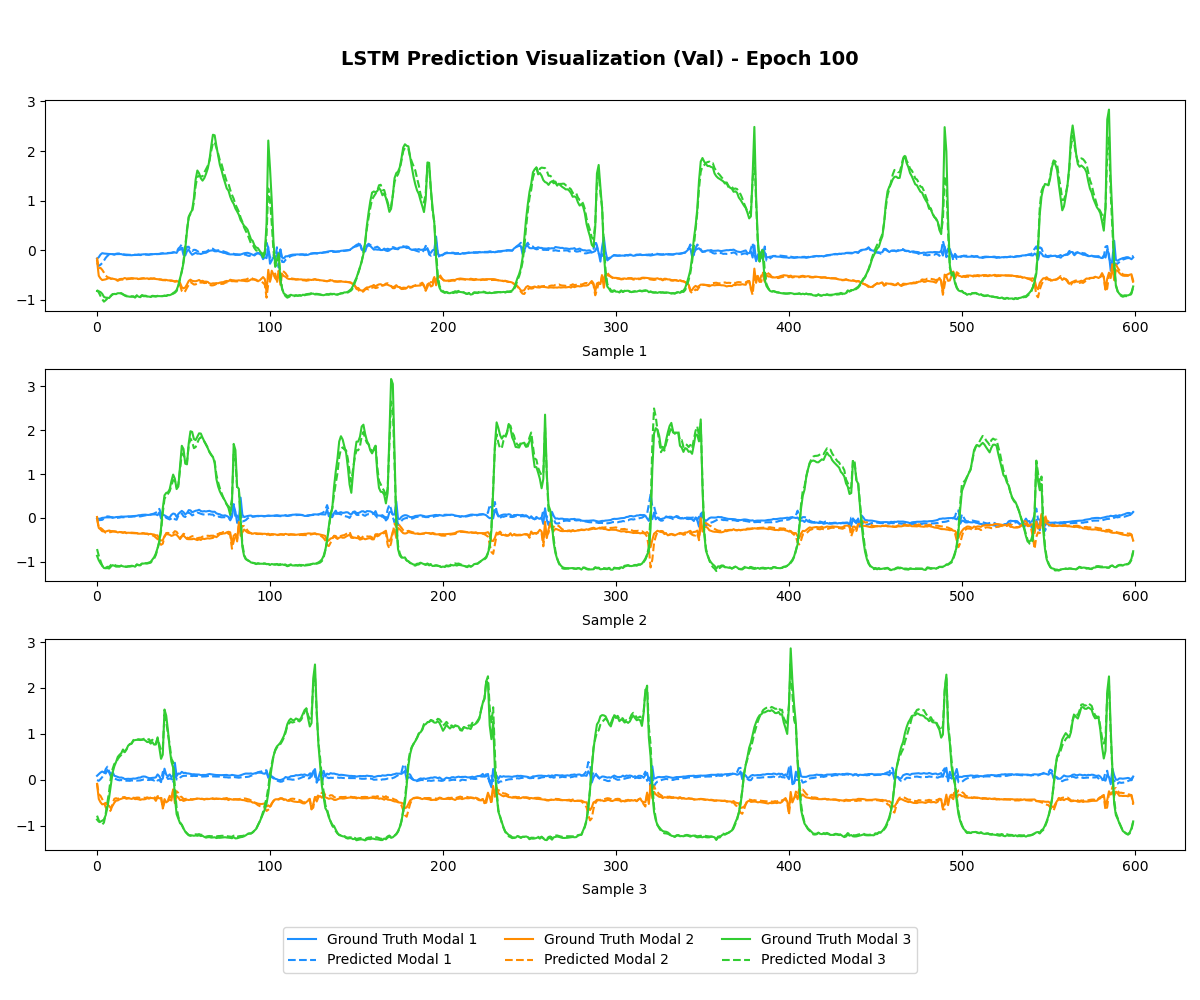 LSTM Prediction Visualization (Val) - Epoch 100
3
2
1
0
−1
0 100 200 300 400 500 600
Sample 1
3
2
1
0
−1
0 100 200 300 400 500 600
Sample 2
3
2
1
0
−1
0 100 200 300 400 500 600
Sample 3
Ground Truth Modal 1 Ground Truth Modal 2 Ground Truth Modal 3
Predicted Modal 1 Predicted Modal 2 Predicted Modal 3